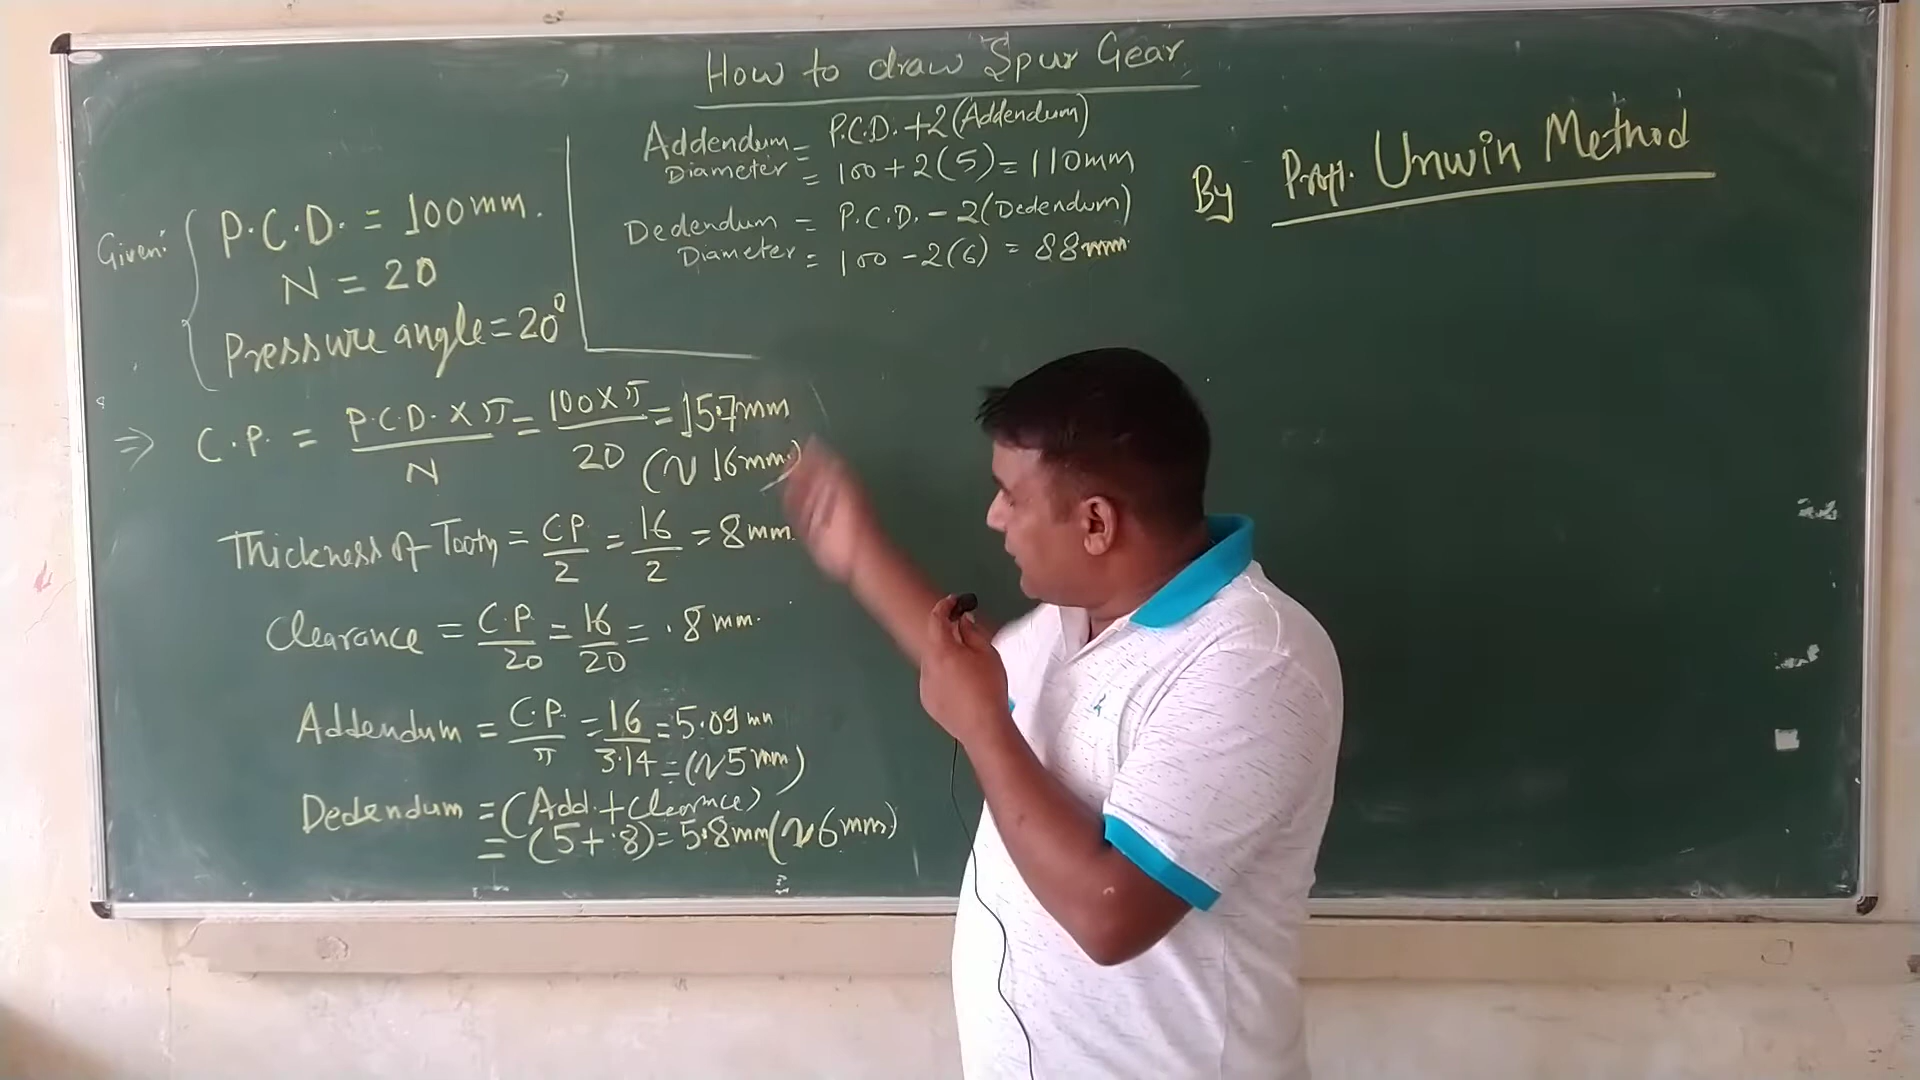 How to draw Spur Gear
Addendum = P.C.D. + 2(Addendum)
Diameter = 100 + 2(5) = 110mm
Dedendum = P.C.D. - 2(Dedendum)
Diameter = 100 - 2(6) = 88mm
By Prof. Unwin Method
Given:
P.C.D. = 100mm.
N = 20
Pressure angle = 20°
⇒ C.P. = P.C.D. × π / N = 100 × π / 20 = 15.7mm
(~ 16mm)
Thickness of Tooth = CP / 2 = 16 / 2 = 8mm.
Clearance = C.P. / 20 = 16 / 20 = .8mm.
Addendum = C.P. / π = 16 / 3.14 = 5.09mm
= (~5mm)
Dedendum = (Add. + Clearance)
= (5 + .8) = 5.8mm (~6mm)